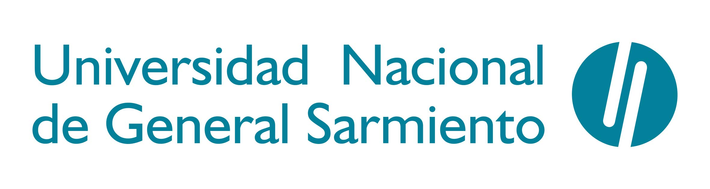 Universidad Nacional
de General Sarmiento